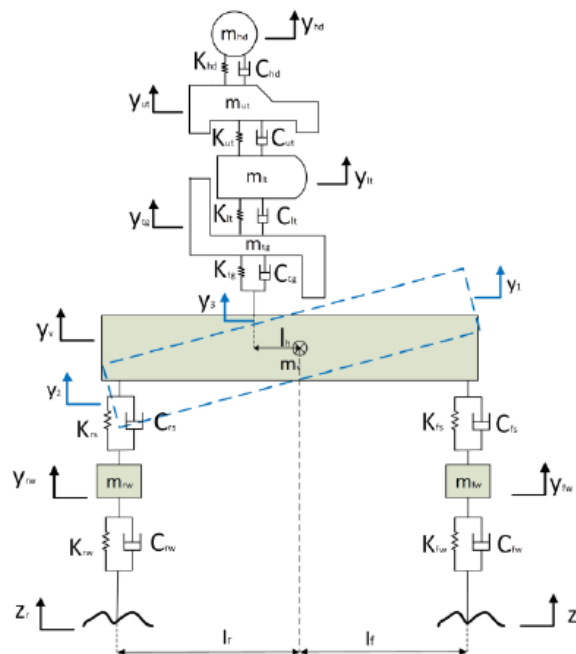 m_hd y_hd
K_hd C_hd
y_ut m_ut
K_ut C_ut
m_lt y_lt
y_tg K_lt C_lt
m_tg
K_tg C_tg
y_3 y_1
y_v l_h
m
y_2 K_rs C_rs K_fs C_fs
y_rw m_rw m_fw y_fw
K_rw C_rw K_fw C_fw
z_r z
l_r l_f